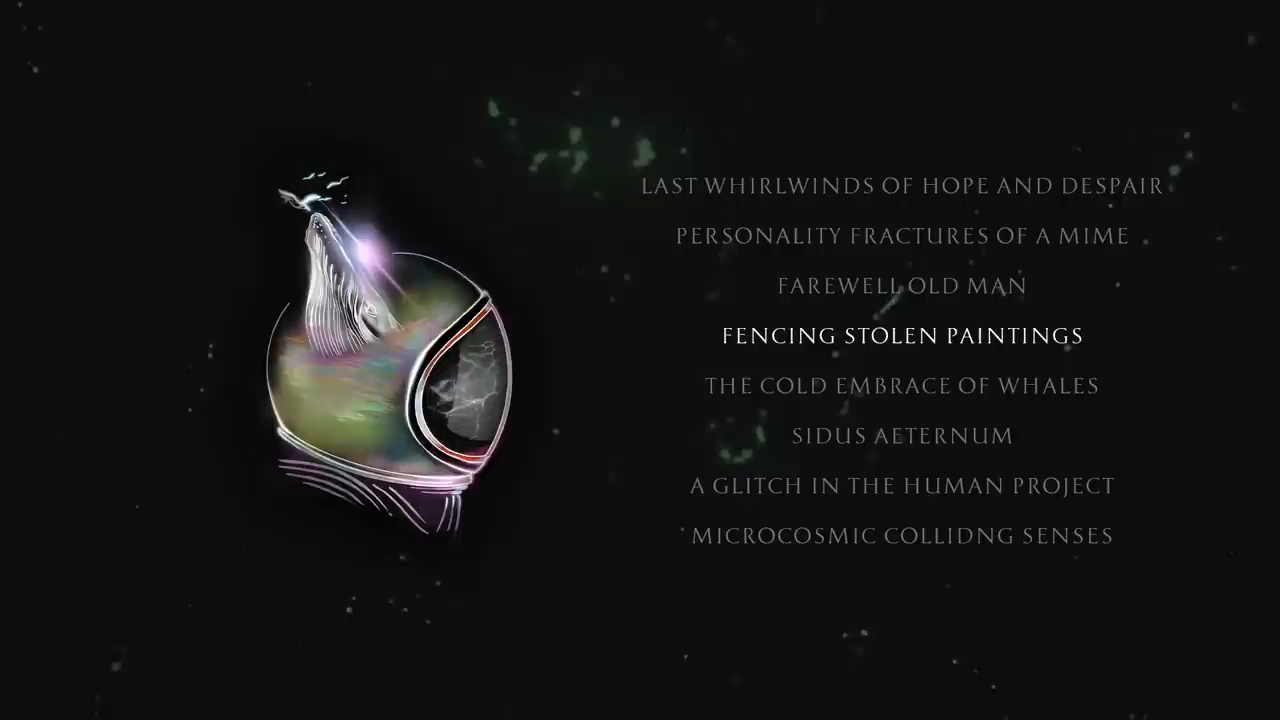 LAST WHIRLWINDS OF HOPE AND DESPAIR
PERSONALITY FRACTURES OF A MIME
FAREWELL OLD MAN
FENCING STOLEN PAINTINGS
THE COLD EMBRACE OF WHALES
SIDUS AETERNUM
A GLITCH IN THE HUMAN PROJECT
MICROCOSMIC COLLIDNG SENSES